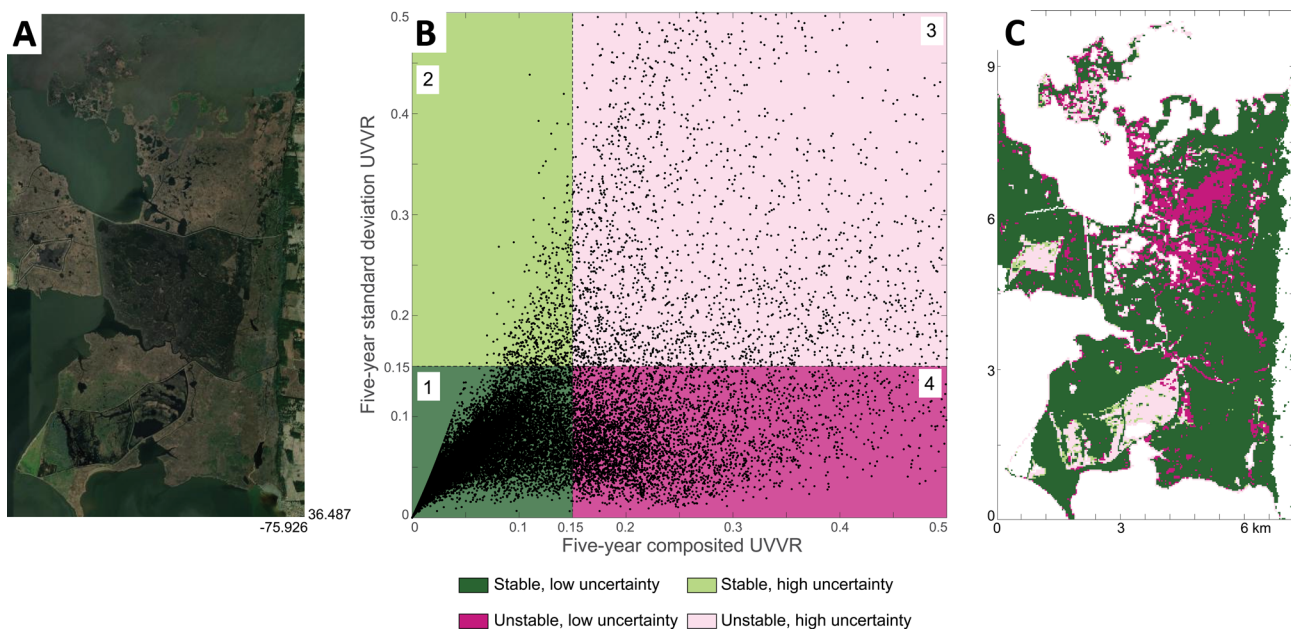 A
36.487
-75.926
B
0.5
0.4
0.3
0.2
0.15
0.1
0
2
3
1
4
Five-year standard deviation UVVR
0 0.1 0.15 0.2 0.3 0.4 0.5
Five-year composited UVVR
C
9
6
3
0
0 3 6 km
Stable, low uncertainty Stable, high uncertainty
Unstable, low uncertainty Unstable, high uncertainty